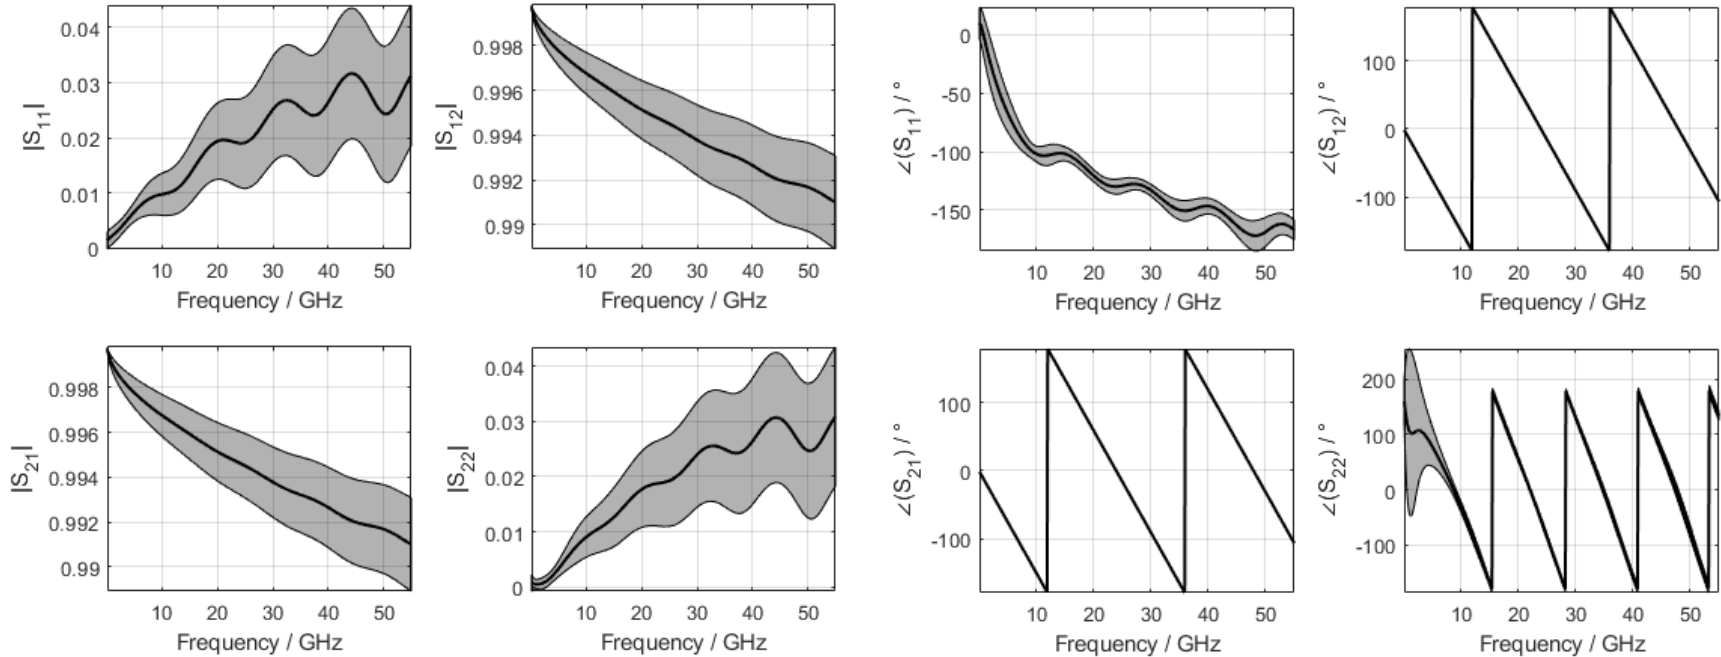 |S11|
0.04
0.03
0.02
0.01
0
10 20 30 40 50
Frequency / GHz
|S12|
0.998
0.996
0.994
0.992
0.99
10 20 30 40 50
Frequency / GHz
∠(S11) / °
0
-50
-100
-150
10 20 30 40 50
Frequency / GHz
∠(S12) / °
100
0
-100
10 20 30 40 50
Frequency / GHz
|S21|
0.998
0.996
0.994
0.992
0.99
10 20 30 40 50
Frequency / GHz
|S22|
0.04
0.03
0.02
0.01
0
10 20 30 40 50
Frequency / GHz
∠(S21) / °
100
0
-100
10 20 30 40 50
Frequency / GHz
∠(S22) / °
200
100
0
-100
10 20 30 40 50
Frequency / GHz